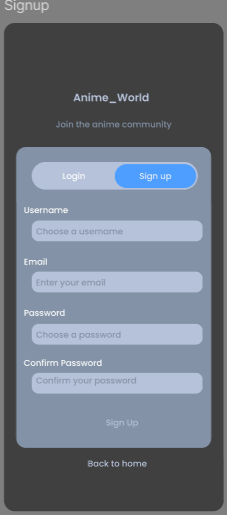 Signup
Anime_World
Join the anime community
Login
Sign up
Username
Choose a username
Email
Enter your email
Password
Choose a password
Confirm Password
Confirm your password
Sign Up
Back to home